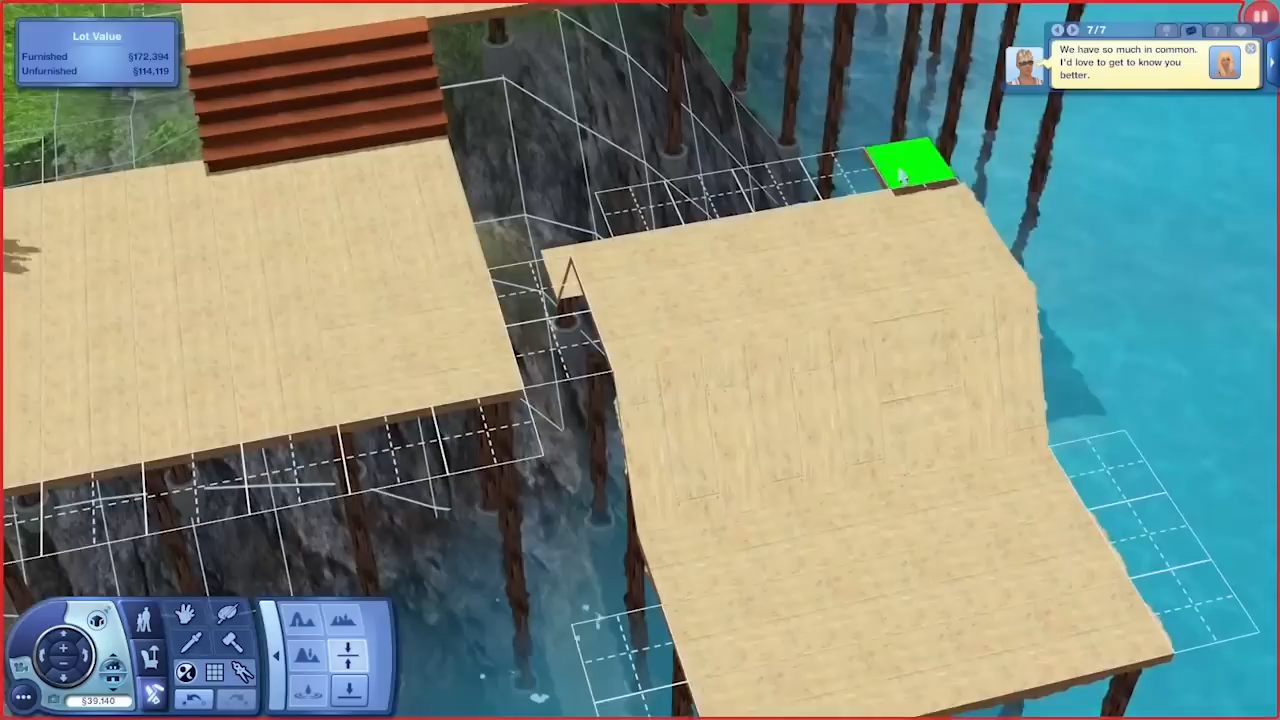 Lot Value
Furnished §172,394
Unfurnished §114,119
7/7
We have so much in common.
I'd love to get to know you
better.
§39,140